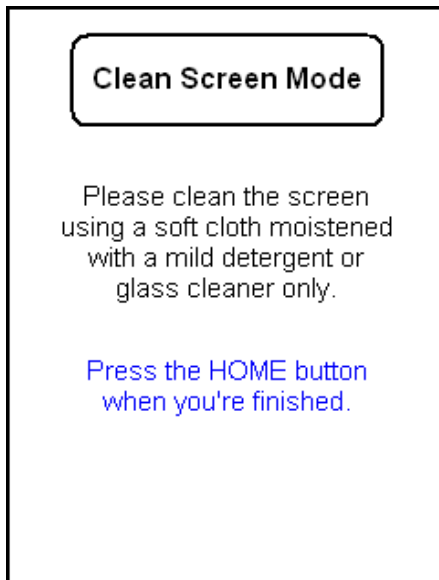 Clean Screen Mode
Please clean the screen
using a soft cloth moistened
with a mild detergent or
glass cleaner only.
Press the HOME button
when you're finished.